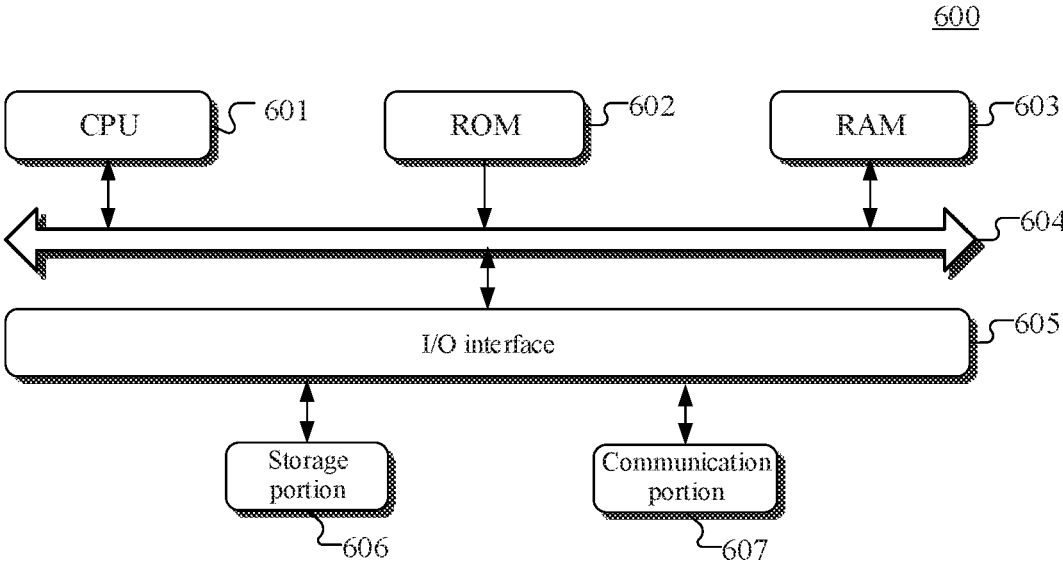 600
CPU
601
ROM
602
RAM
603
604
I/O interface
605
Storage
portion
606
Communication
portion
607